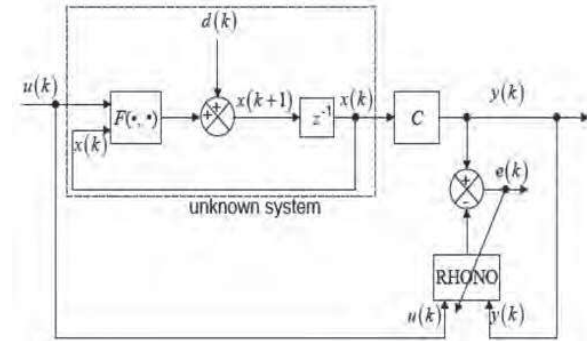 d(k)
u(k)
x(k+1)
x(k)
y(k)
F(•,•)
+
+
z⁻¹
C
x(k)
unknown system
+
-
e(k)
RHONO
u(k)
y(k)